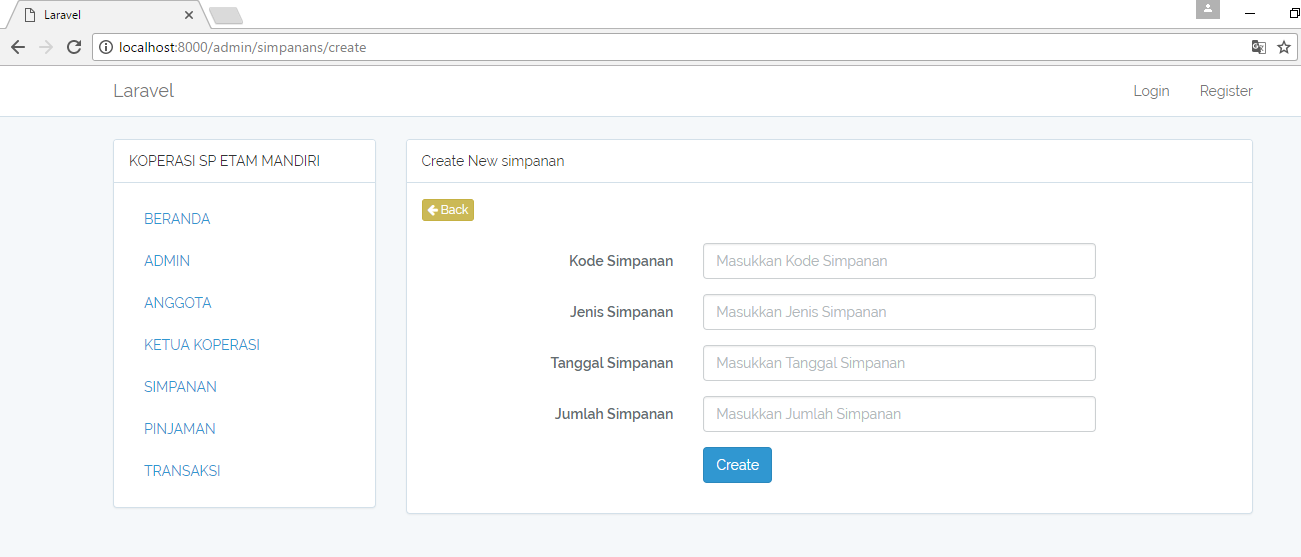 Laravel
localhost:8000/admin/simpanans/create
Laravel
Login
Register
KOPERASI SP ETAM MANDIRI
BERANDA
ADMIN
ANGGOTA
KETUA KOPERASI
SIMPANAN
PINJAMAN
TRANSAKSI
Create New simpanan
Back
Kode Simpanan
Masukkan Kode Simpanan
Jenis Simpanan
Masukkan Jenis Simpanan
Tanggal Simpanan
Masukkan Tanggal Simpanan
Jumlah Simpanan
Masukkan Jumlah Simpanan
Create